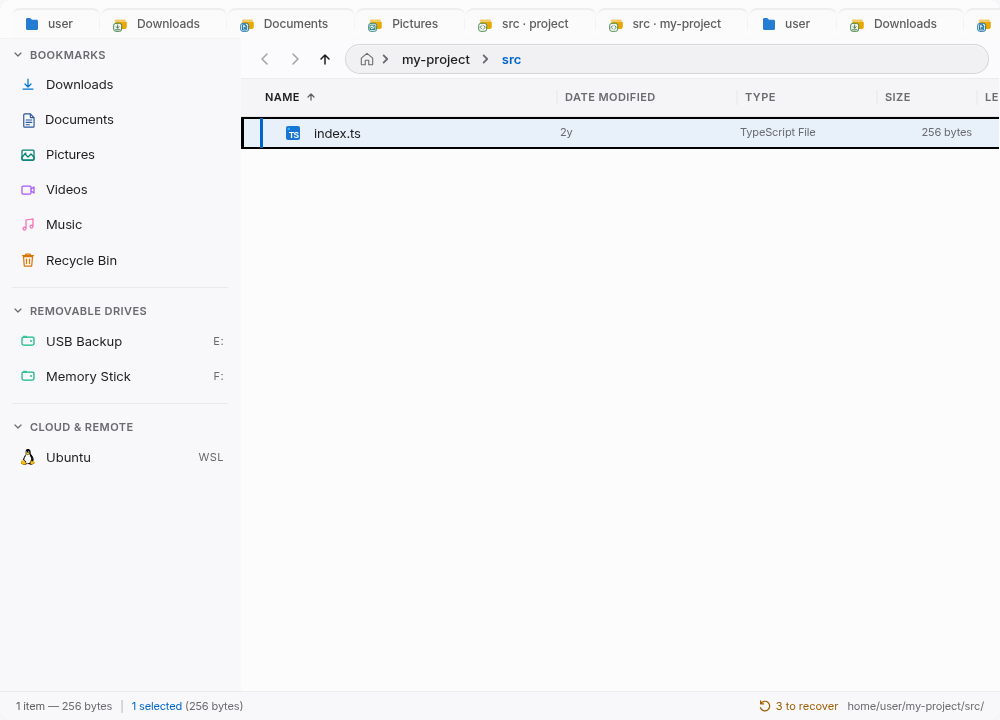 user Downloads Documents Pictures src · project src · my-project user Downloads
BOOKMARKS
Downloads
Documents
Pictures
Videos
Music
Recycle Bin
REMOVABLE DRIVES
USB Backup E:
Memory Stick F:
CLOUD & REMOTE
Ubuntu WSL
my-project src
NAME DATE MODIFIED TYPE SIZE LE
TS index.ts 2y TypeScript File 256 bytes
1 item — 256 bytes 1 selected (256 bytes) 3 to recover home/user/my-project/src/